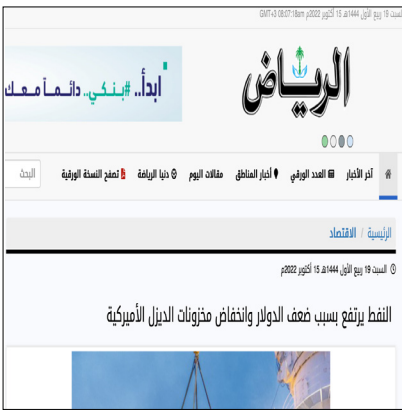 السبت 19 ربيع الأول 1444هـ 15 أكتوبر 2022م GMT+3 08:07:18am
ابدأ.. #بنكي.. دائماً معك
الرياض
آخر الأخبار العدد الورقي أخبار المناطق مقالات اليوم دنيا الرياضة تصفح النسخة الورقية البحث
الرئيسية / الاقتصاد
السبت 19 ربيع الأول 1444هـ 15 أكتوبر 2022م
النفط يرتفع بسبب ضعف الدولار وانخفاض مخزونات الديزل الأميركية